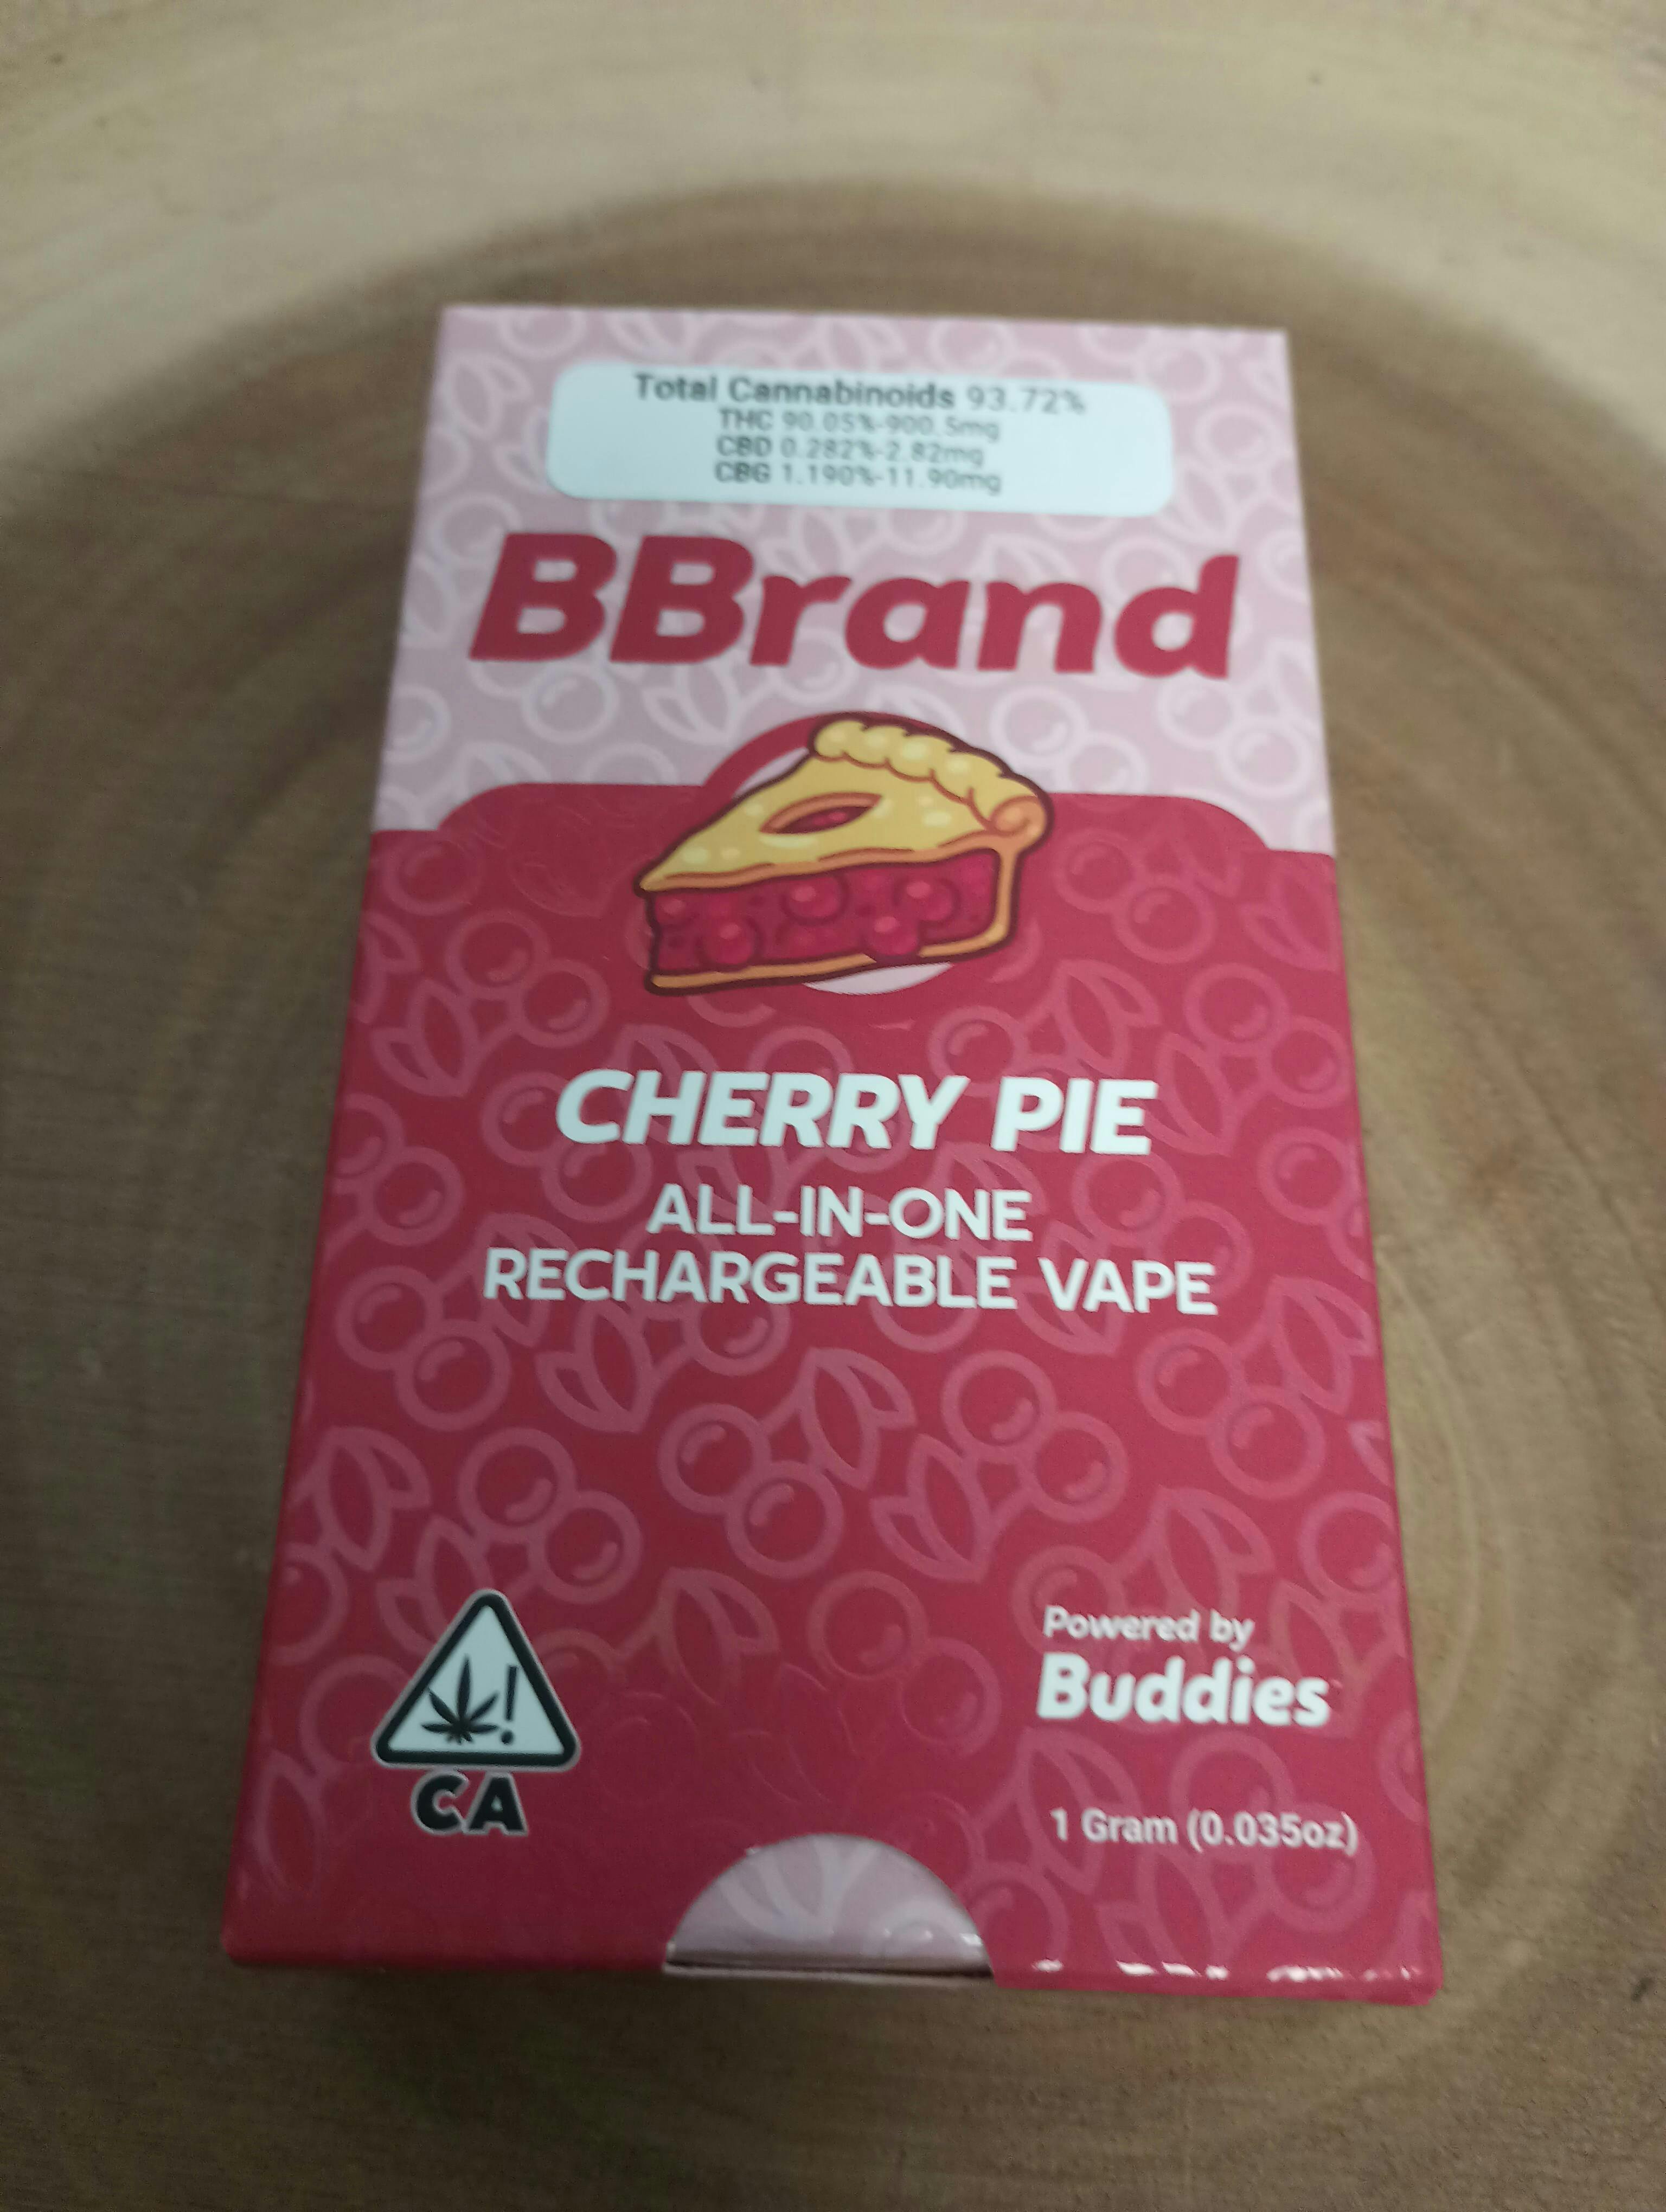 Total Cannabinoids 93.72%
THC 90.05%-900.5mg
CBD 0.282%-2.82mg
CBG 1.190%-11.90mg
BBrand
CHERRY PIE
ALL-IN-ONE
RECHARGEABLE VAPE
Powered by
Buddies
CA
1 Gram (0.035oz)